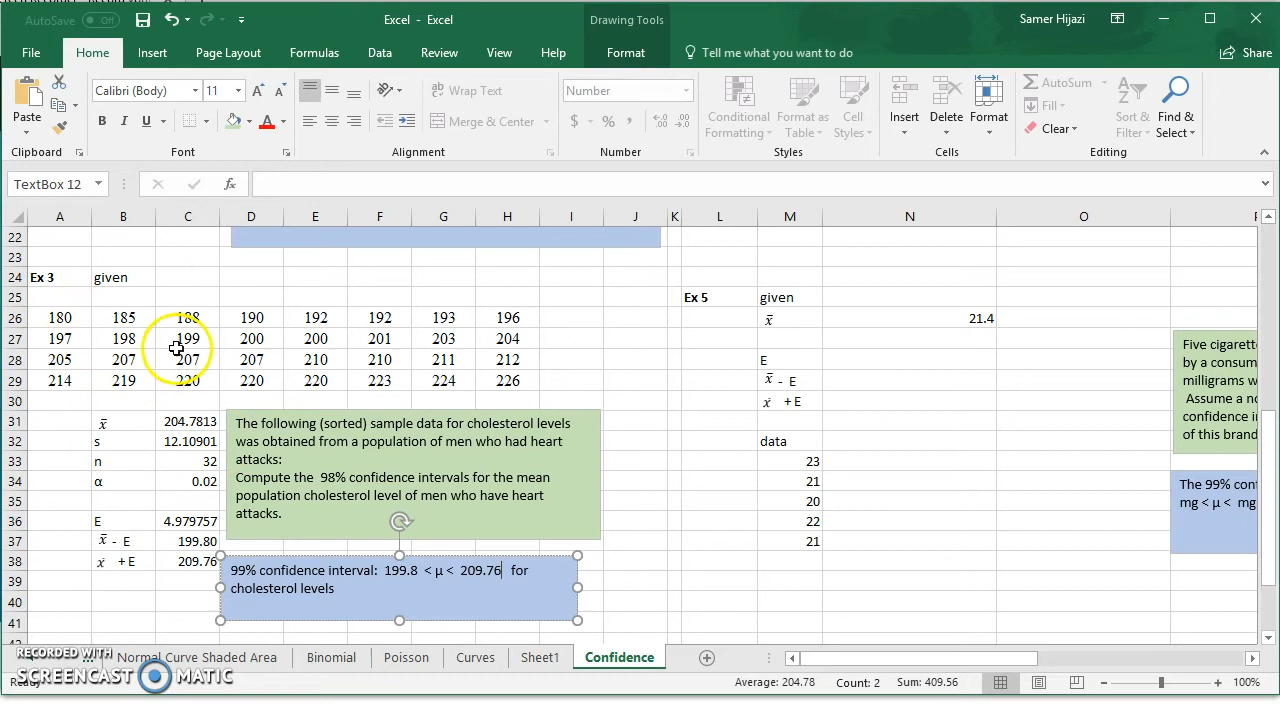 AutoSave Off Excel - Excel Drawing Tools Samer Hijazi
File Home Insert Page Layout Formulas Data Review View Help Format Tell me what you want to do Share
Paste Calibri (Body) 11 Wrap Text Number Conditional Formatting Format as Table Cell Styles Insert Delete Format AutoSum Sort & Filter Find & Select
B I U Merge & Center $ % Fill
Clear
Clipboard Font Alignment Number Styles Cells Editing
TextBox 12 fx
A B C D E F G H I J K L M N O
22
23
24 Ex 3 given
25 Ex 5 given
26 180 185 188 190 192 192 193 196 x̄ 21.4
27 197 198 199 200 200 201 203 204
28 205 207 207 207 210 210 211 212 E
29 214 219 220 220 220 223 224 226 x̄ - E
30 + E
31 x̄ 204.7813
32 s 12.10901 data
33 n 32 23
34 α 0.02 21
35 20
36 E 4.979757 22
37 x̄ - E 199.80 21
38 + E 209.76
39
40
41
The following (sorted) sample data for cholesterol levels
was obtained from a population of men who had heart
attacks:
Compute the 98% confidence intervals for the mean
population cholesterol level of men who have heart
attacks.
99% confidence interval: 199.8 < μ < 209.76 for
cholesterol levels
Five cigarett
by a consum
milligrams w
Assume a no
confidence i
of this brand
The 99% conf
mg < μ < mg
Normal Curve Shaded Area Binomial Poisson Curves Sheet1 Confidence
RECORDED WITH
SCREENCAST MATIC
Ready Average: 204.78 Count: 2 Sum: 409.56 100%